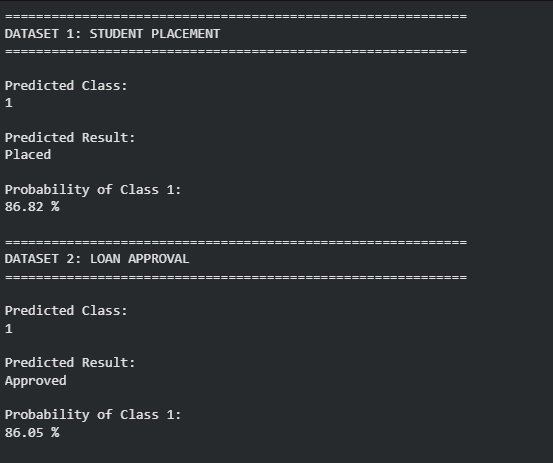 ============================================================
DATASET 1: STUDENT PLACEMENT
============================================================
Predicted Class:
1
Predicted Result:
Placed
Probability of Class 1:
86.82 %
============================================================
DATASET 2: LOAN APPROVAL
============================================================
Predicted Class:
1
Predicted Result:
Approved
Probability of Class 1:
86.05 %